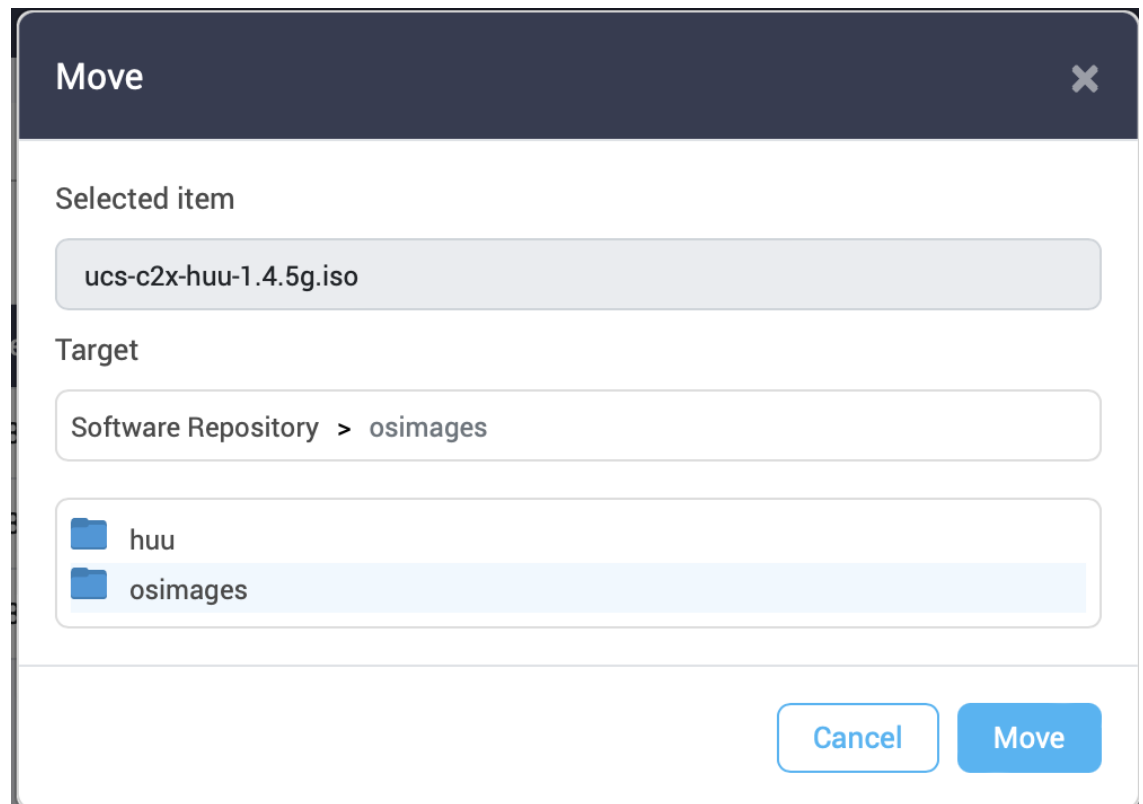 Move
Selected item
ucs-c2x-huu-1.4.5g.iso
Target
Software Repository > osimages
huu
osimages
Cancel Move